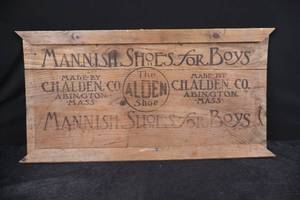 MANNISH SHOES FOR BOYS
MADE BY
C.H. ALDEN, CO
ABINGTON
MASS
The
ALDEN
Shoe
MADE BY
C.H. ALDEN, CO.
ABINGTON
MASS.
MANNISH SHOES FOR BOYS